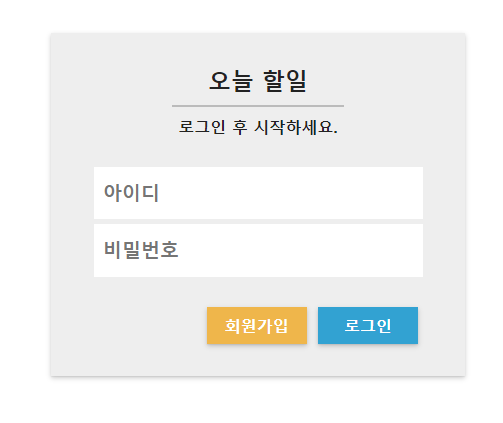 오늘 할일
로그인 후 시작하세요.
아이디
비밀번호
회원가입 로그인